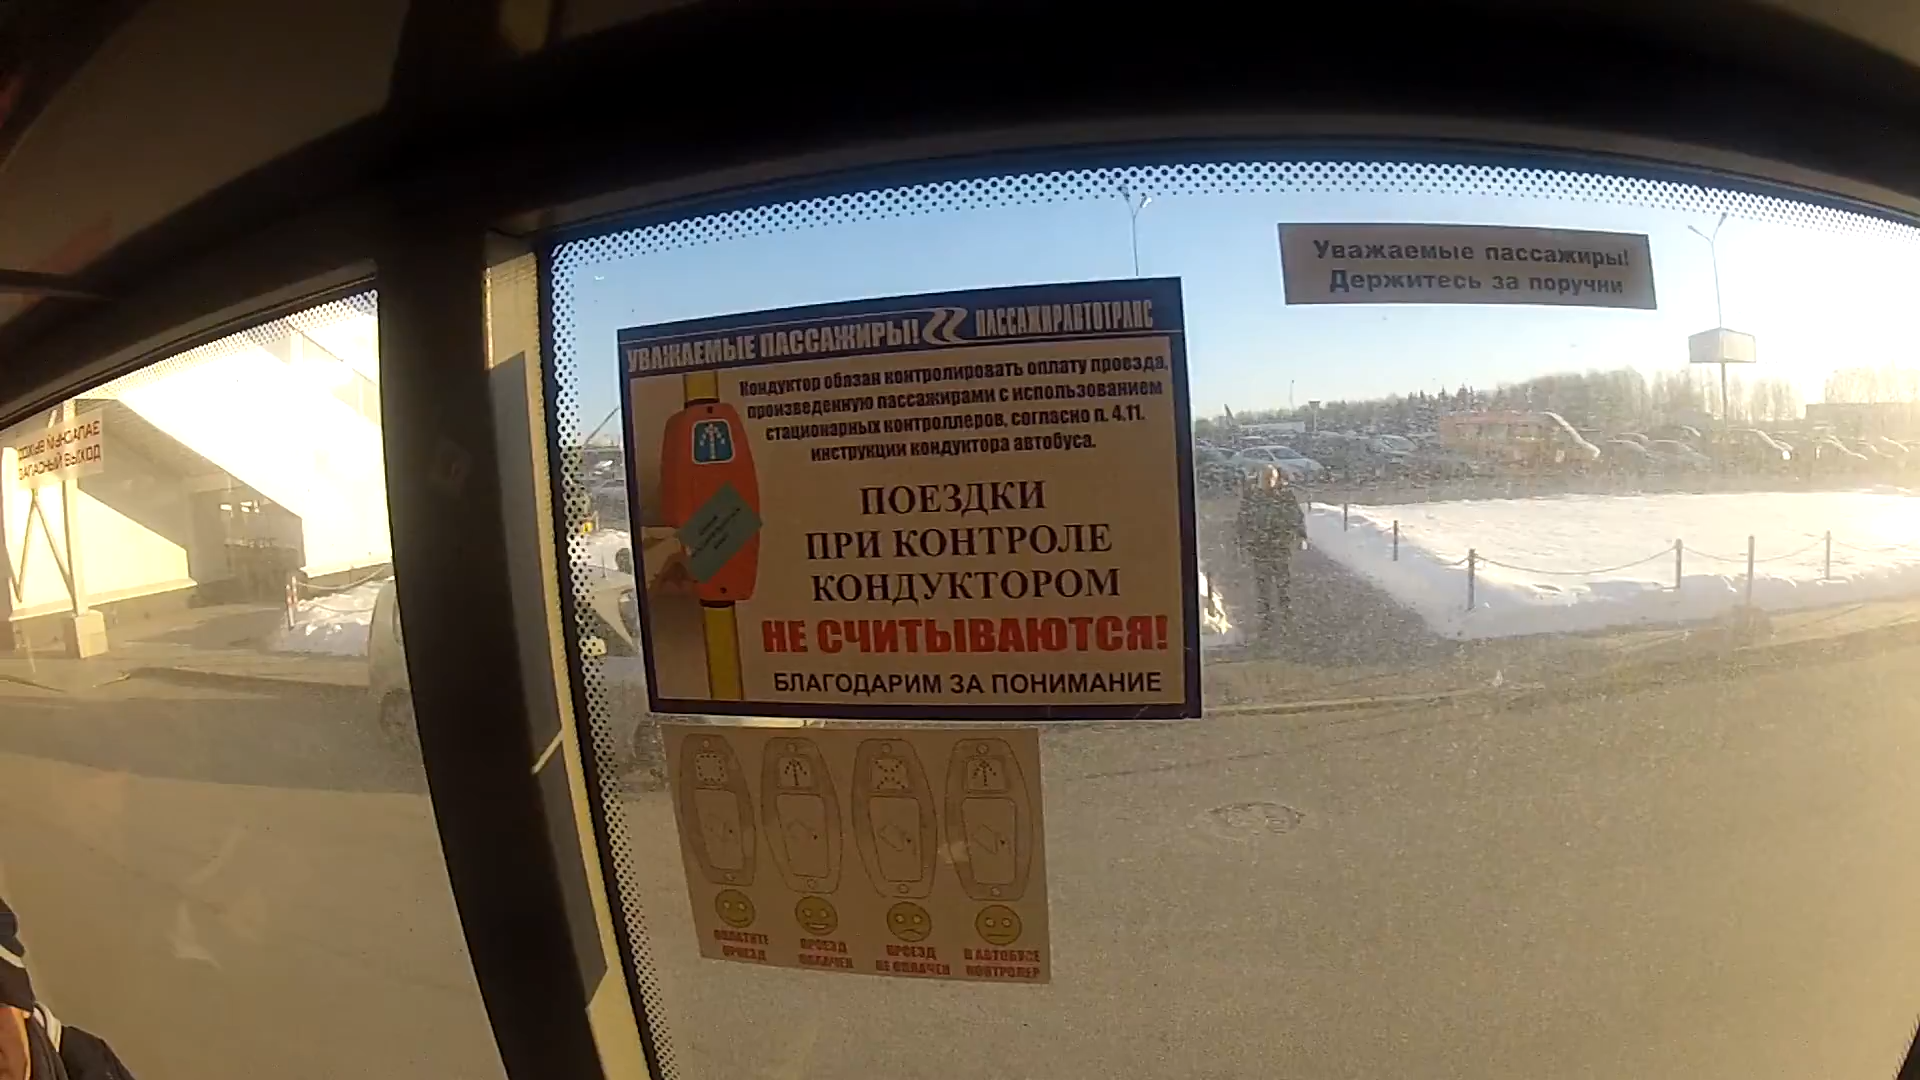 УВАЖАЕМЫЕ ПАССАЖИРЫ! ПАССАЖИРАВТОТРАНС
Кондуктор обязан контролировать оплату проезда,
произведенную пассажирами с использованием
стационарных контроллеров, согласно п. 4.11.
инструкции кондуктора автобуса.
ПОЕЗДКИ
ПРИ КОНТРОЛЕ
КОНДУКТОРОМ
НЕ СЧИТЫВАЮТСЯ!
БЛАГОДАРИМ ЗА ПОНИМАНИЕ
Уважаемые пассажиры!
Держитесь за поручни
ЗАПАСНЫЙ ВЫХОД
ОПЛАТИТЕ
ПРОЕЗД
ПРОЕЗД
ОПЛАЧЕН
ПРОЕЗД
НЕ ОПЛАЧЕН
В АВТОБУСЕ
КОНТРОЛЕР